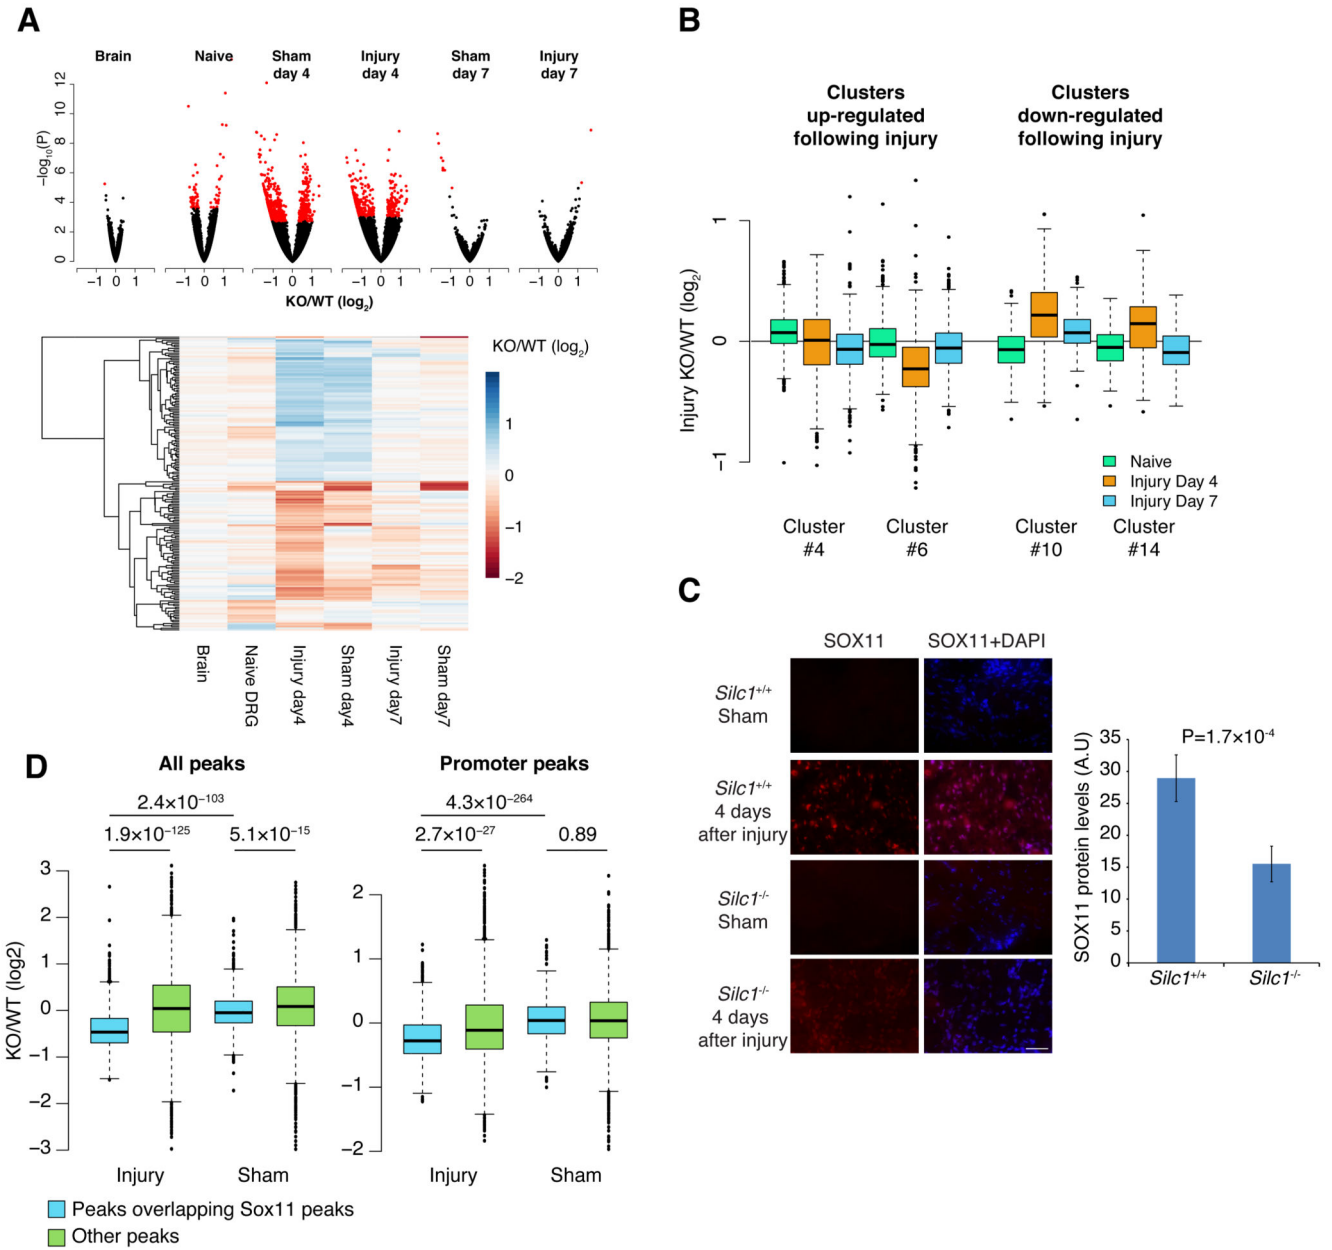 A
Brain
Naive
Sham
day 4
Injury
day 4
Sham
day 7
Injury
day 7
−log10(P)
12
10
8
6
4
2
0
−1 0 1
−1 0 1
−1 0 1
−1 0 1
−1 0 1
−1 0 1
KO/WT (log2)
KO/WT (log2)
1
0
−1
−2
Brain
Naive DRG
Injury day4
Sham day4
Injury day7
Sham day7
B
Clusters
up-regulated
following injury
Clusters
down-regulated
following injury
Injury KO/WT (log2)
1
0
−1
Naive
Injury Day 4
Injury Day 7
Cluster
#4
Cluster
#6
Cluster
#10
Cluster
#14
C
SOX11
SOX11+DAPI
Silc1+/+
Sham
Silc1+/+
4 days
after injury
Silc1-/-
Sham
Silc1-/-
4 days
after injury
SOX11 protein levels (A.U)
35
30
25
20
15
10
5
0
P=1.7×10-4
Silc1+/+
Silc1-/-
D
All peaks
2.4×10−103
1.9×10−125
5.1×10−15
KO/WT (log2)
3
2
1
0
−1
−2
−3
Injury
Sham
Promoter peaks
4.3×10−264
2.7×10−27
0.89
2
1
0
−1
−2
Injury
Sham
Peaks overlapping Sox11 peaks
Other peaks